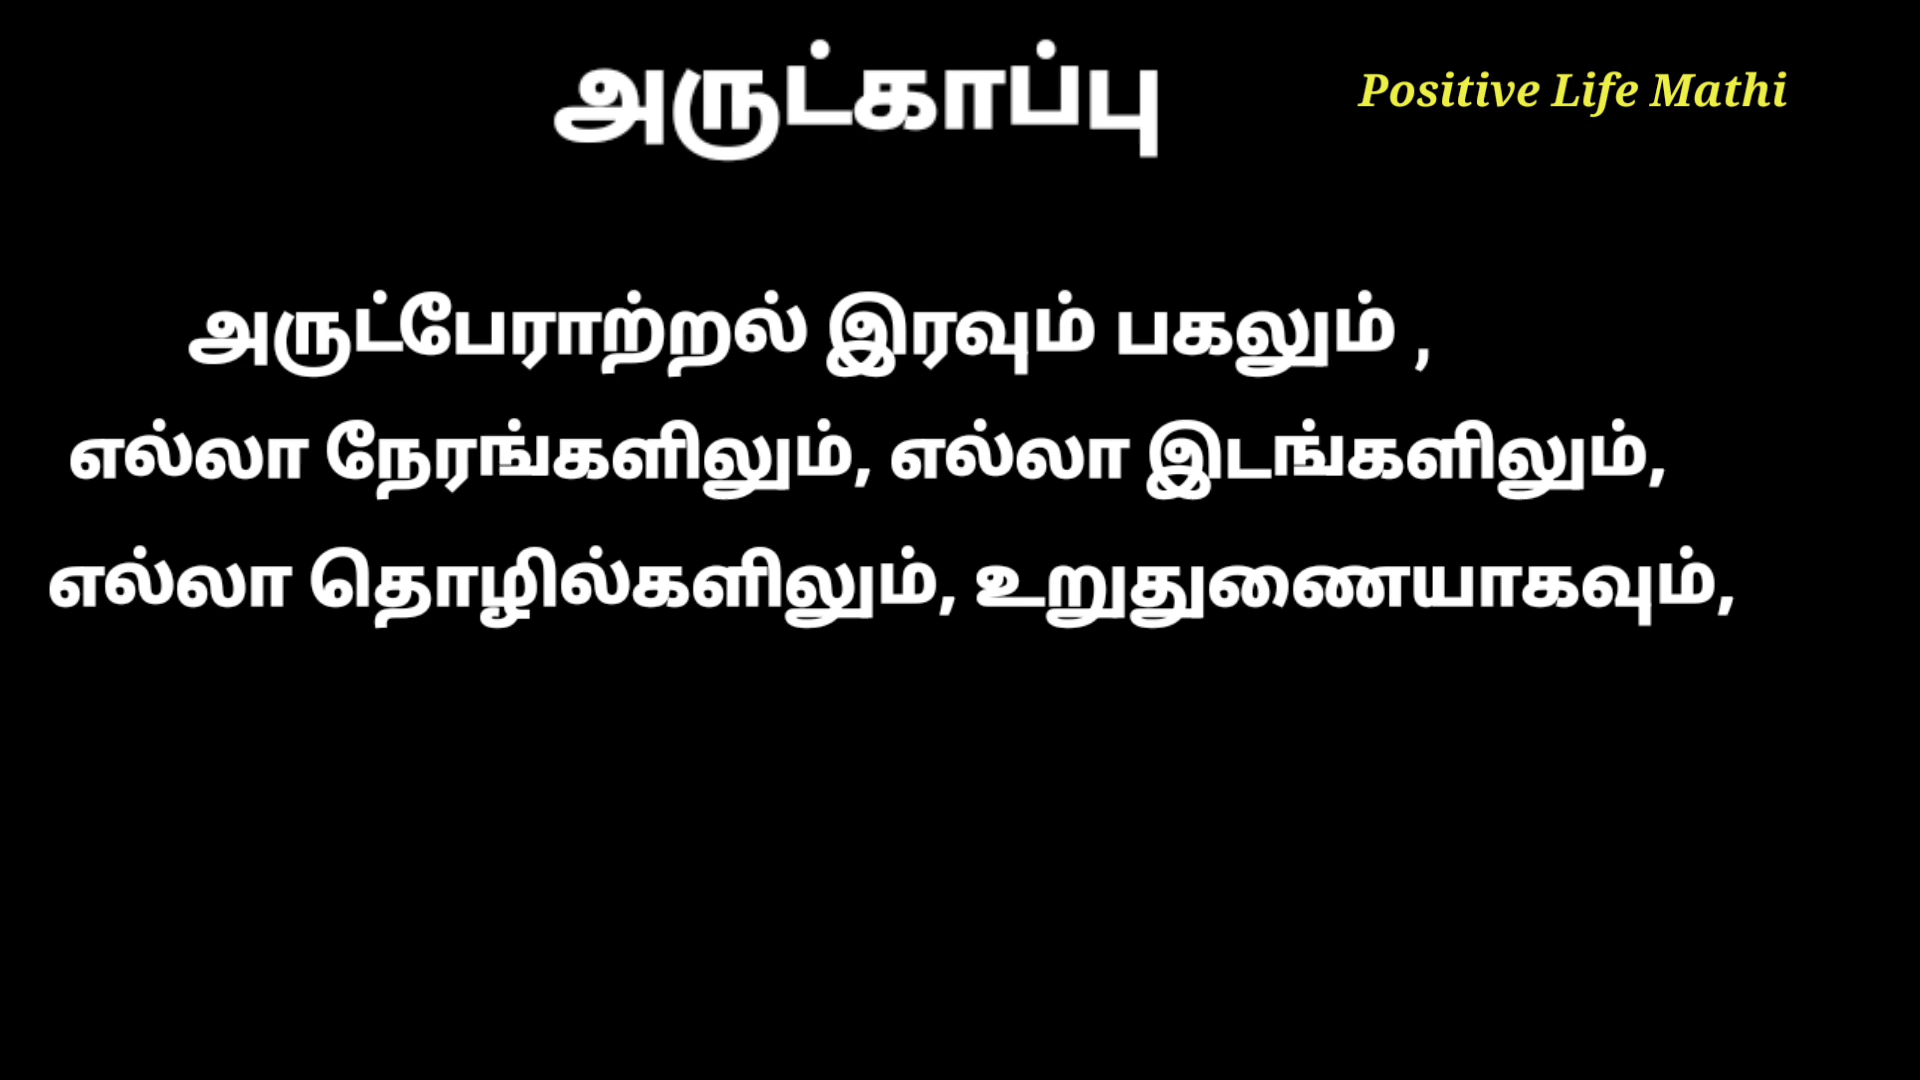 அருட்காப்பு
Positive Life Mathi
அருட்பேராற்றல் இரவும் பகலும் ,
எல்லா நேரங்களிலும், எல்லா இடங்களிலும்,
எல்லா தொழில்களிலும், உறுதுணையாகவும்,